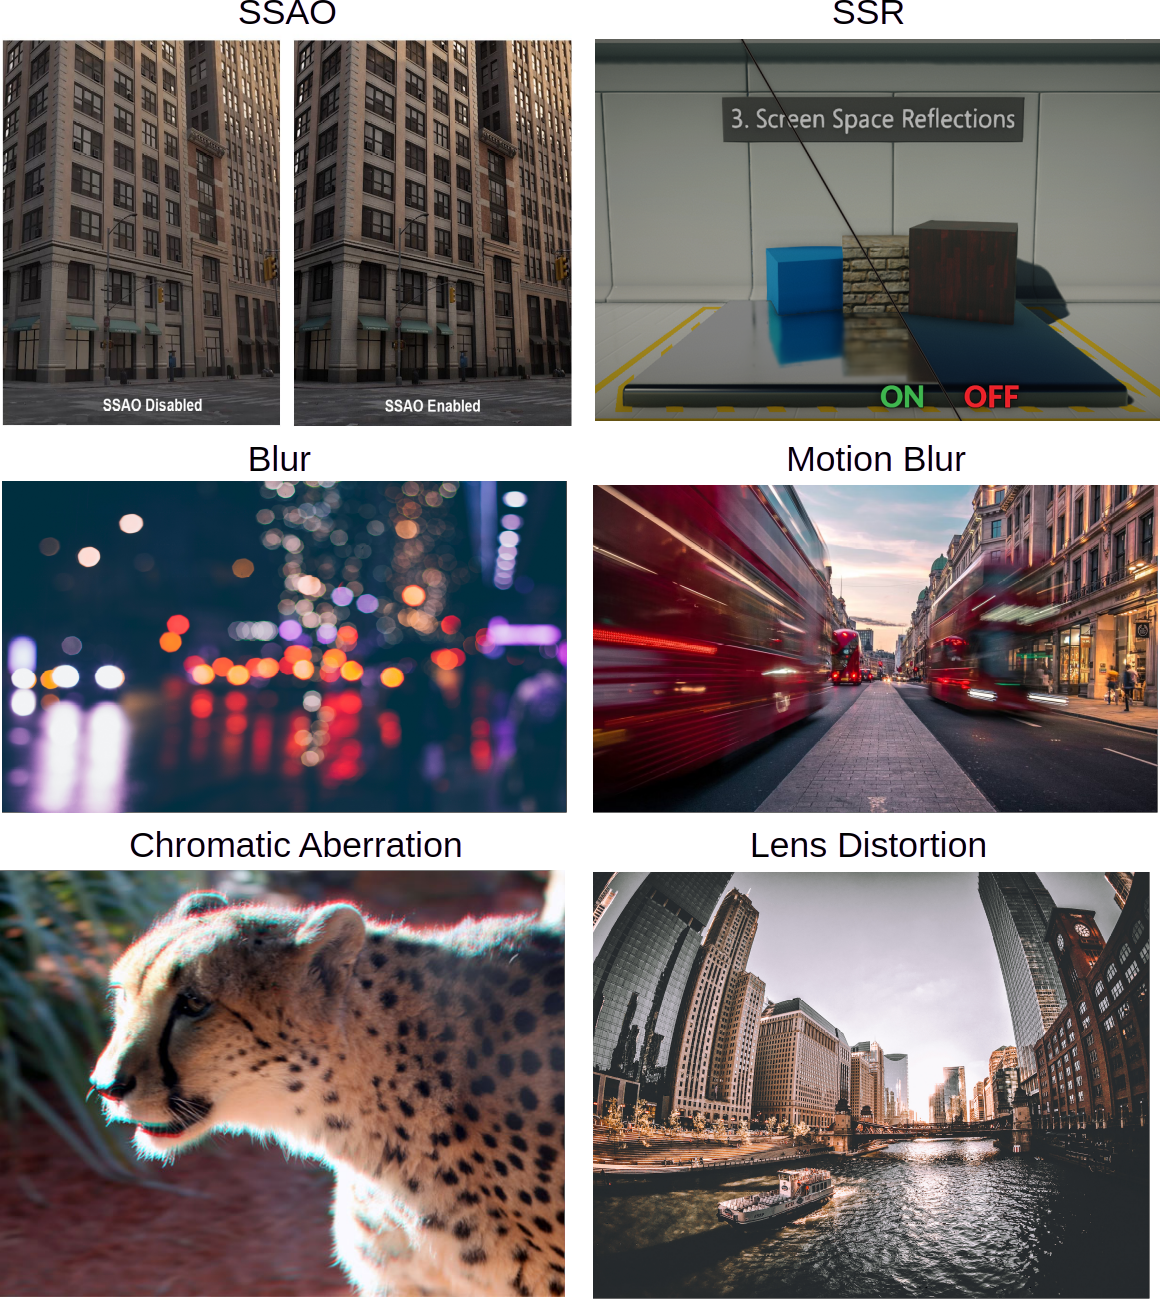 SSAO
SSR
SSAO Disabled
SSAO Enabled
3. Screen Space Reflections
ON OFF
Blur
Motion Blur
Chromatic Aberration
Lens Distortion